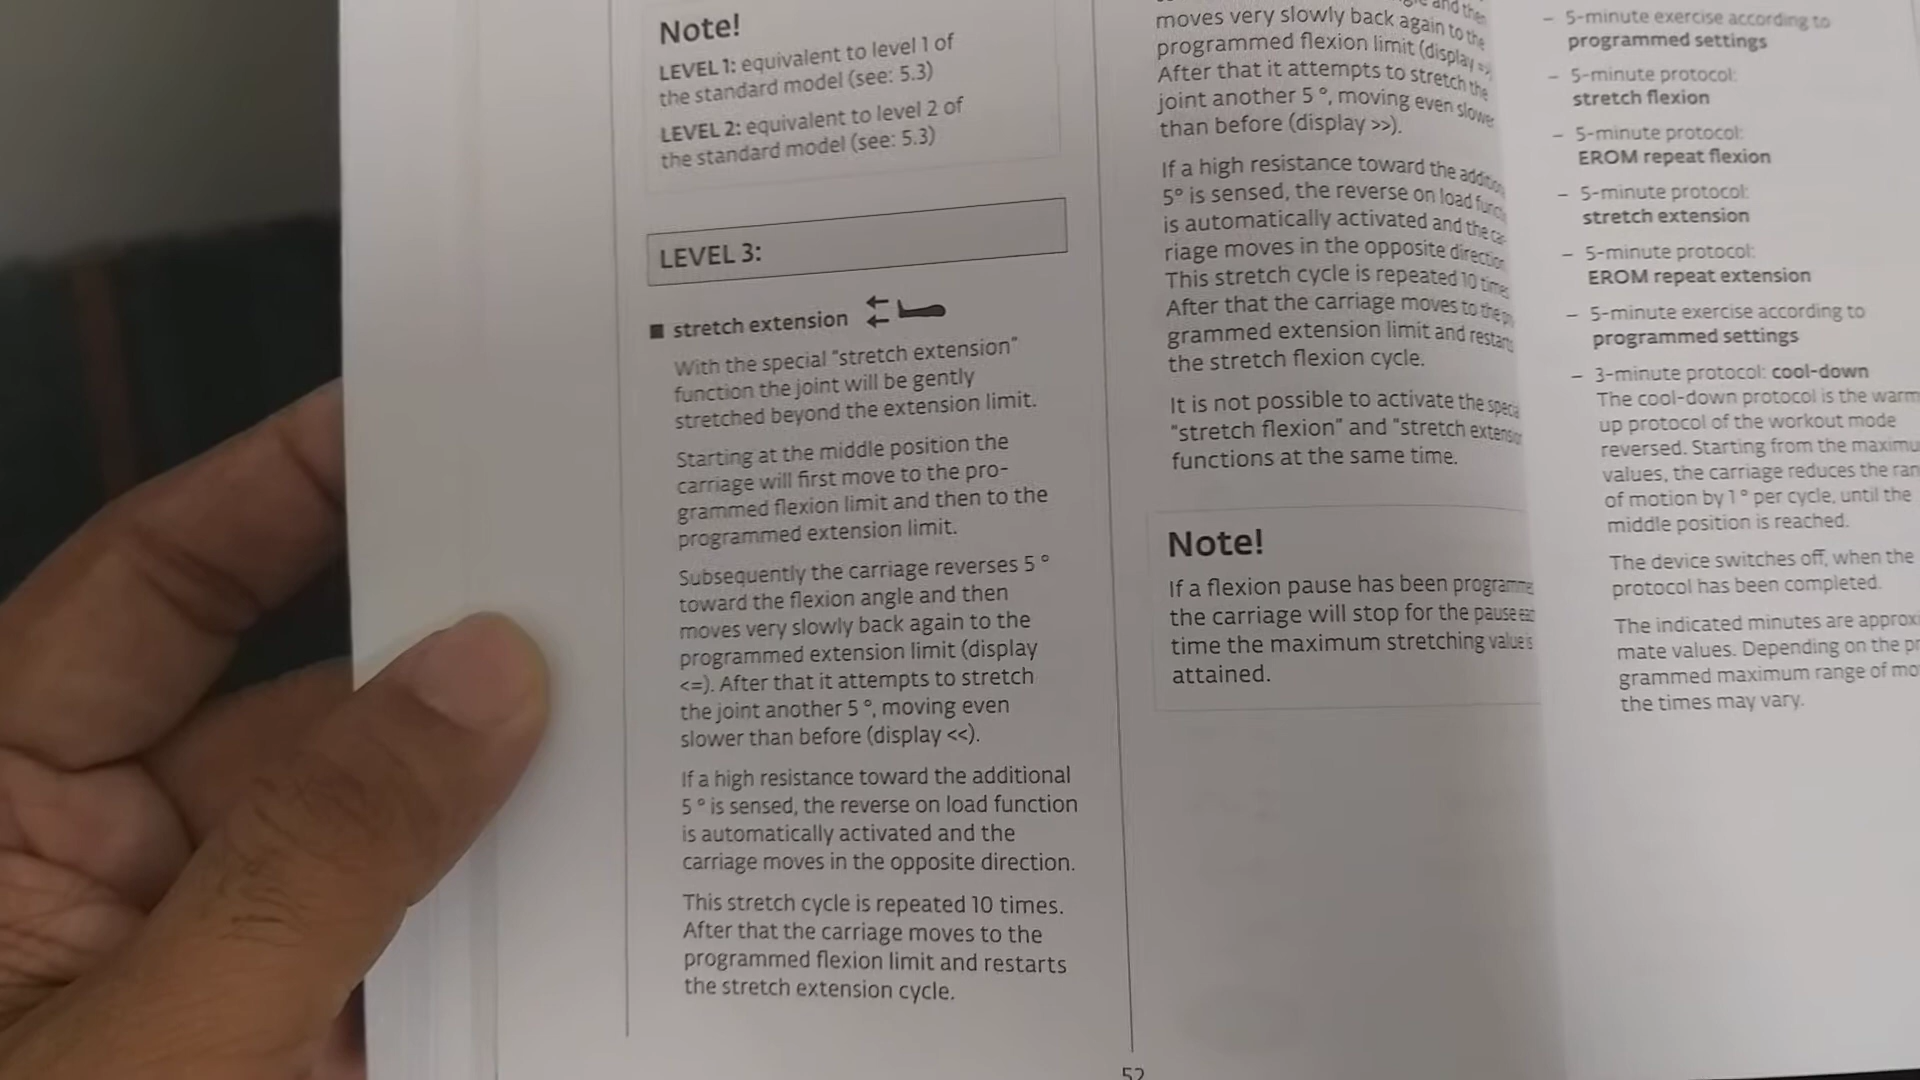 Note!
LEVEL 1: equivalent to level 1 of
the standard model (see: 5.3)
LEVEL 2: equivalent to level 2 of
the standard model (see: 5.3)
LEVEL 3:
stretch extension
With the special "stretch extension"
function the joint will be gently
stretched beyond the extension limit.
Starting at the middle position the
carriage will first move to the pro-
grammed flexion limit and then to the
programmed extension limit.
Subsequently the carriage reverses 5 °
toward the flexion angle and then
moves very slowly back again to the
programmed extension limit (display
<=). After that it attempts to stretch
the joint another 5 °, moving even
slower than before (display <<).
If a high resistance toward the additional
5 ° is sensed, the reverse on load function
is automatically activated and the
carriage moves in the opposite direction.
This stretch cycle is repeated 10 times.
After that the carriage moves to the
programmed flexion limit and restarts
the stretch extension cycle.
and then
moves very slowly back again to the
programmed flexion limit (display
After that it attempts to stretch the
joint another 5 °, moving even slower
than before (display >>).
If a high resistance toward the
5° is sensed, the reverse on load
is automatically activated and the ca-
riage moves in the opposite direction
This stretch cycle is repeated 10 times
After that the carriage moves to the
grammed extension limit and restarts
the stretch flexion cycle.
It is not possible to activate the
"stretch flexion" and "stretch
functions at the same time.
Note!
If a flexion pause has been
the carriage will stop for the pause
time the maximum stretching value is
attained.
– 5-minute exercise according to
programmed settings
– 5-minute protocol:
stretch flexion
– 5-minute protocol:
EROM repeat flexion
– 5-minute protocol:
stretch extension
– 5-minute protocol:
EROM repeat extension
– 5-minute exercise according to
programmed settings
– 3-minute protocol: cool-down
The cool-down protocol is the warm
up protocol of the workout mode
reversed. Starting from the
values, the carriage reduces the
of motion by 1 ° per cycle, until the
middle position is reached.
The device switches off, when the
protocol has been completed.
The indicated minutes are approxi
mate values. Depending on the
grammed maximum range of
the times may vary.
52